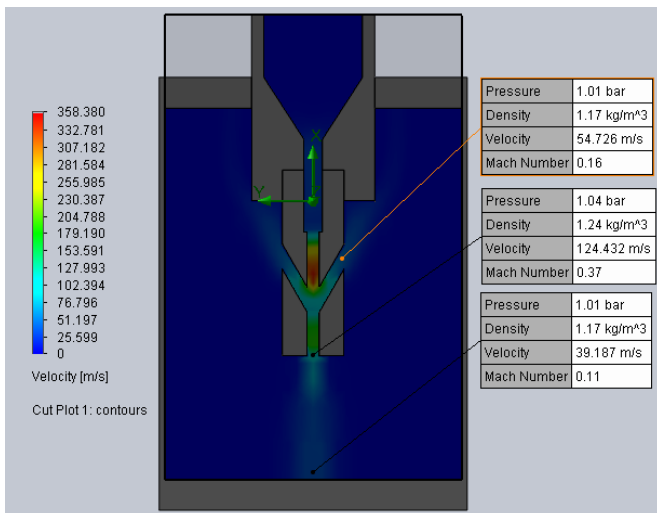 358.380
332.781
307.182
281.584
255.985
230.387
204.788
179.190
153.591
127.993
102.394
76.796
51.197
25.599
0
Velocity [m/s]
Cut Plot 1: contours
X
Y
Pressure 1.01 bar
Density 1.17 kg/m^3
Velocity 54.726 m/s
Mach Number 0.16
Pressure 1.04 bar
Density 1.24 kg/m^3
Velocity 124.432 m/s
Mach Number 0.37
Pressure 1.01 bar
Density 1.17 kg/m^3
Velocity 39.187 m/s
Mach Number 0.11